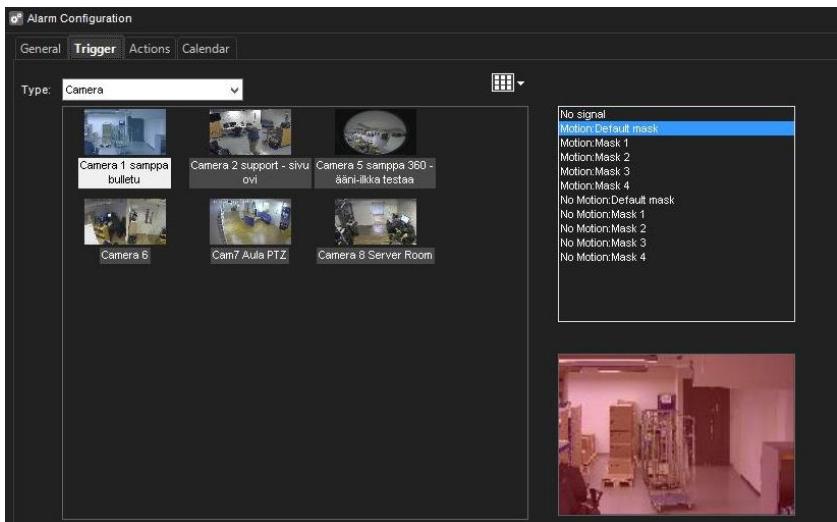 Alarm Configuration
General Trigger Actions Calendar
Type: Camera
Camera 1 samppa
bulletu
Camera 2 support - sivu
ovi
Camera 5 samppa 360 -
ääni-ilkka testaa
Camera 6
Cam7 Aula PTZ
Camera 8 Server Room
No signal
Motion:Default mask
Motion:Mask 1
Motion:Mask 2
Motion:Mask 3
Motion:Mask 4
No Motion:Default mask
No Motion:Mask 1
No Motion:Mask 2
No Motion:Mask 3
No Motion:Mask 4